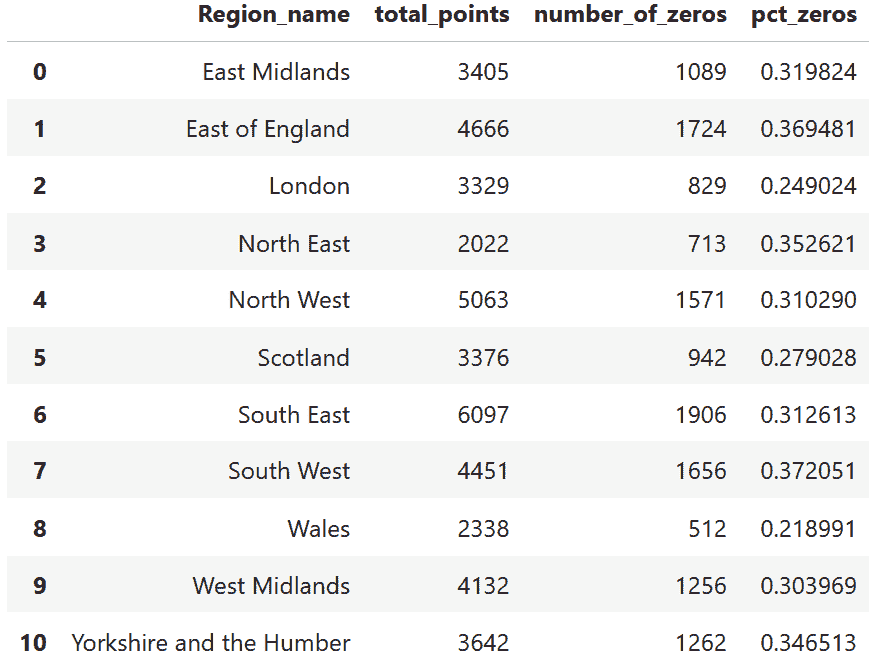 Region_name total_points number_of_zeros pct_zeros
0 East Midlands 3405 1089 0.319824
1 East of England 4666 1724 0.369481
2 London 3329 829 0.249024
3 North East 2022 713 0.352621
4 North West 5063 1571 0.310290
5 Scotland 3376 942 0.279028
6 South East 6097 1906 0.312613
7 South West 4451 1656 0.372051
8 Wales 2338 512 0.218991
9 West Midlands 4132 1256 0.303969
10 Yorkshire and the Humber 3642 1262 0.346513